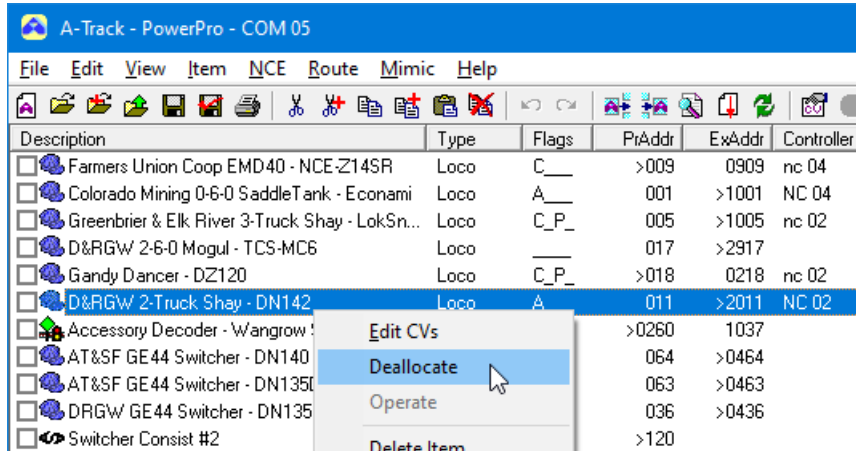 A-Track - PowerPro - COM 05
File Edit View Item NCE Route Mimic Help
Description Type Flags PrAddr ExAddr Controller
Farmers Union Coop EMD40 - NCE-Z14SR Loco C___ >009 0909 nc 04
Colorado Mining 0-6-0 SaddleTank - Econami Loco A___ 001 >1001 NC 04
Greenbrier & Elk River 3-Truck Shay - LokSn... Loco C_P_ 005 >1005 nc 02
D&RGW 2-6-0 Mogul - TCS-MC6 Loco ____ 017 >2917
Gandy Dancer - DZ120 Loco C_P_ >018 0218 nc 02
D&RGW 2-Truck Shay - DN142 Loco A 011 >2011 NC 02
Accessory Decoder - Wangrow >0260 1037
AT&SF GE44 Switcher - DN140 064 >0464
AT&SF GE44 Switcher - DN135 063 >0463
DRGW GE44 Switcher - DN135 036 >0436
Switcher Consist #2 >120
Edit CVs
Deallocate
Operate
Delete Item